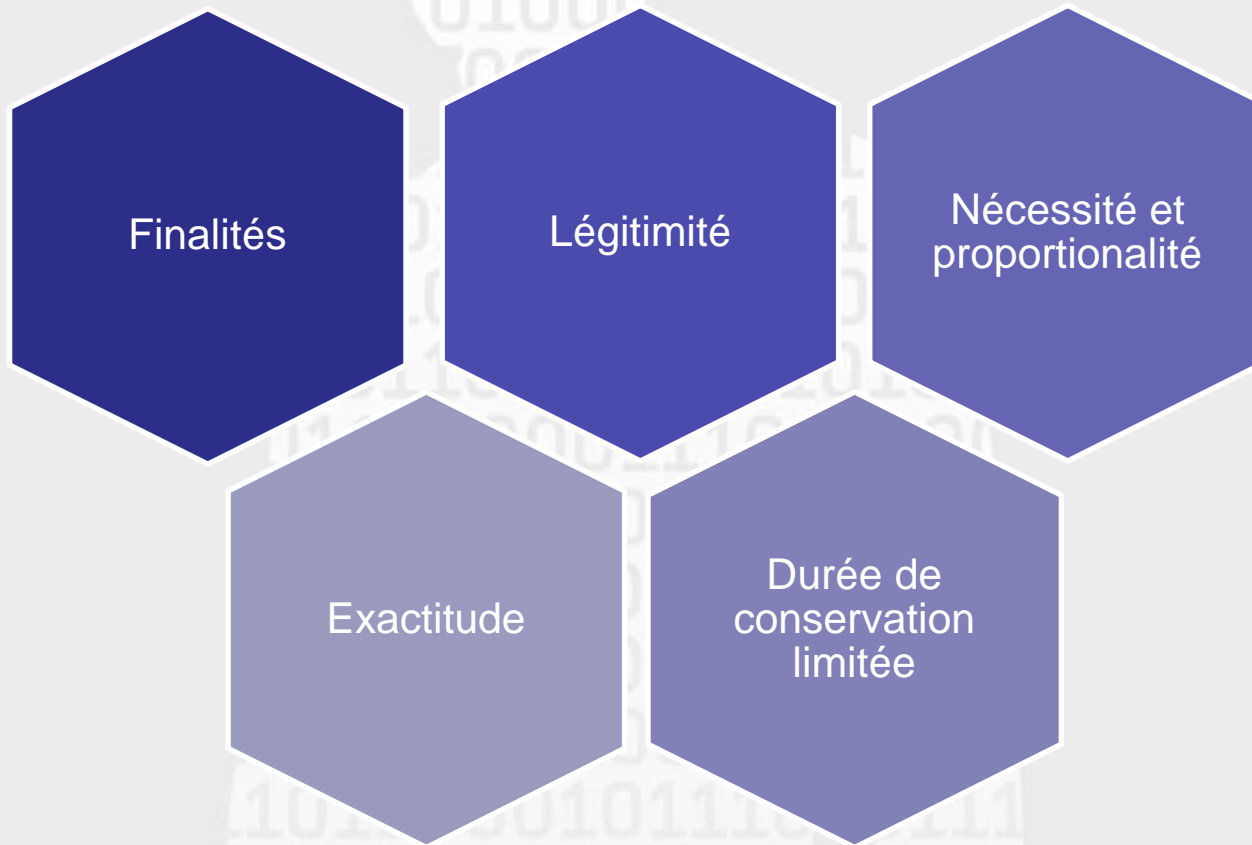 Finalités
Légitimité
Nécessité et
proportionalité
Exactitude
Durée de
conservation
limitée